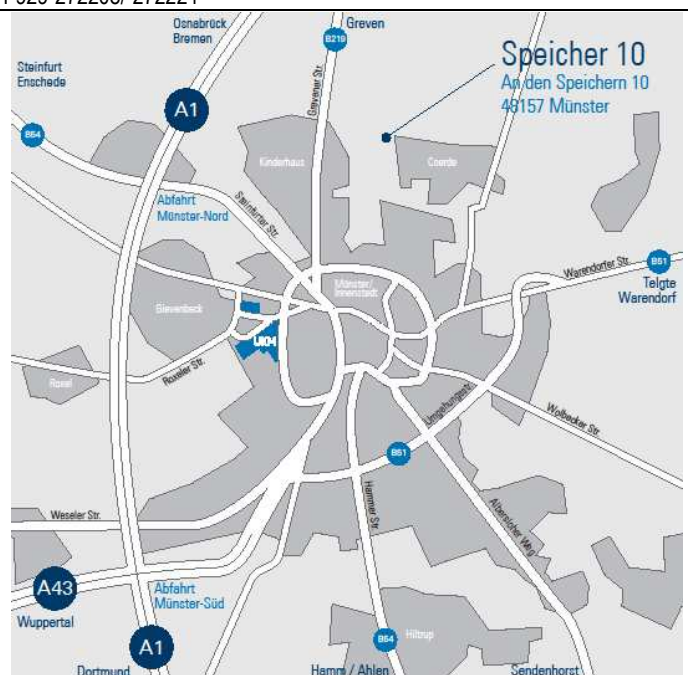 Osnabrück
Bremen
Greven
B219
Speicher 10
An den Speichern 10
48157 Münster
Steinfurt
Enschede
A1
Grevener Str.
B54
Kinderhaus
Coerde
Abfahrt
Münster-Nord
Steinfurter Str.
Warendorfer Str.
B51
Telgte
Warendorf
Münster/
Innenstadt
Gievenbeck
UKM
Roxel
Roxeler Str.
Umgehungsstr.
Wolbecker Str.
B51
Weseler Str.
Hammer Str.
Albersloher Weg
A43
Wuppertal
Abfahrt
Münster-Süd
A1
Dortmund
B54
Hiltrup
Hamm / Ahlen
Sendenhorst